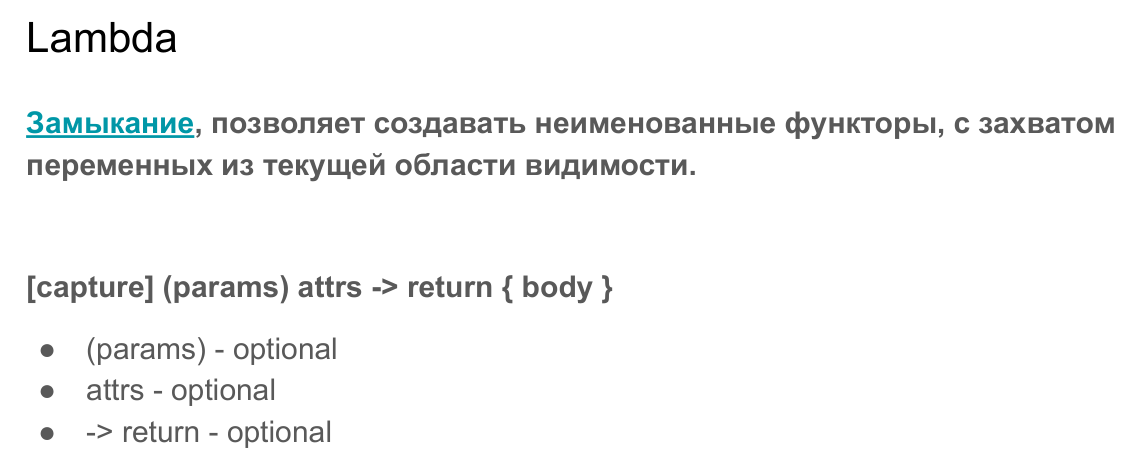 Lambda
Замыкание, позволяет создавать неименованные функторы, с захватом
переменных из текущей области видимости.
[capture] (params) attrs -> return { body }
● (params) - optional
● attrs - optional
● -> return - optional